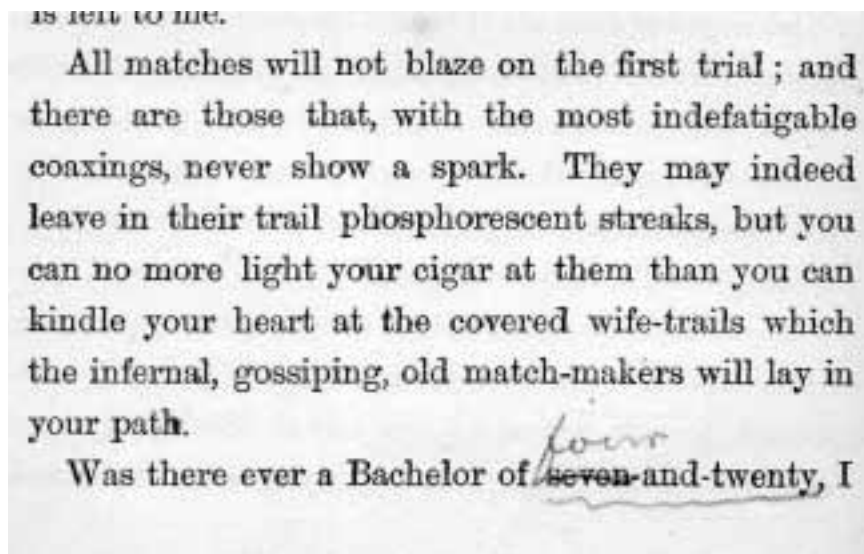 is left to me.
All matches will not blaze on the first trial; and
there are those that, with the most indefatigable
coaxings, never show a spark. They may indeed
leave in their trail phosphorescent streaks, but you
can no more light your cigar at them than you can
kindle your heart at the covered wife-trails which
the infernal, gossiping, old match-makers will lay in
your path.
four
Was there ever a Bachelor of seven-and-twenty, I